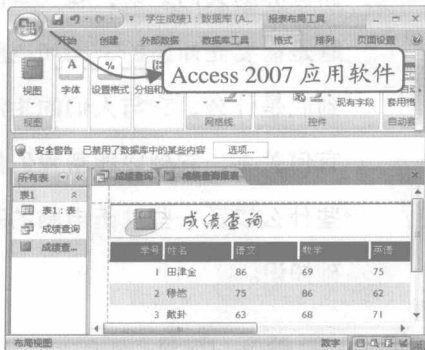 学生成绩1：数据库 (A... 报表布局工具
开始 创建 外部数据 数据库工具 格式 排列 页面设置
Access 2007 应用软件
视图 字体 设置格式 现有字段
视图 网格线 控件
安全警告 已禁用了数据库中的某些内容 选项...
所有表 成绩查询 成绩查询报表
表1
表1：表
成绩查询
成绩查...
成绩查询
学号 姓名 语文 数学 英语
1 田津金 86 69 75
2 穆皓 75 86 62
3 戴卦 63 68 71
布局视图 数字